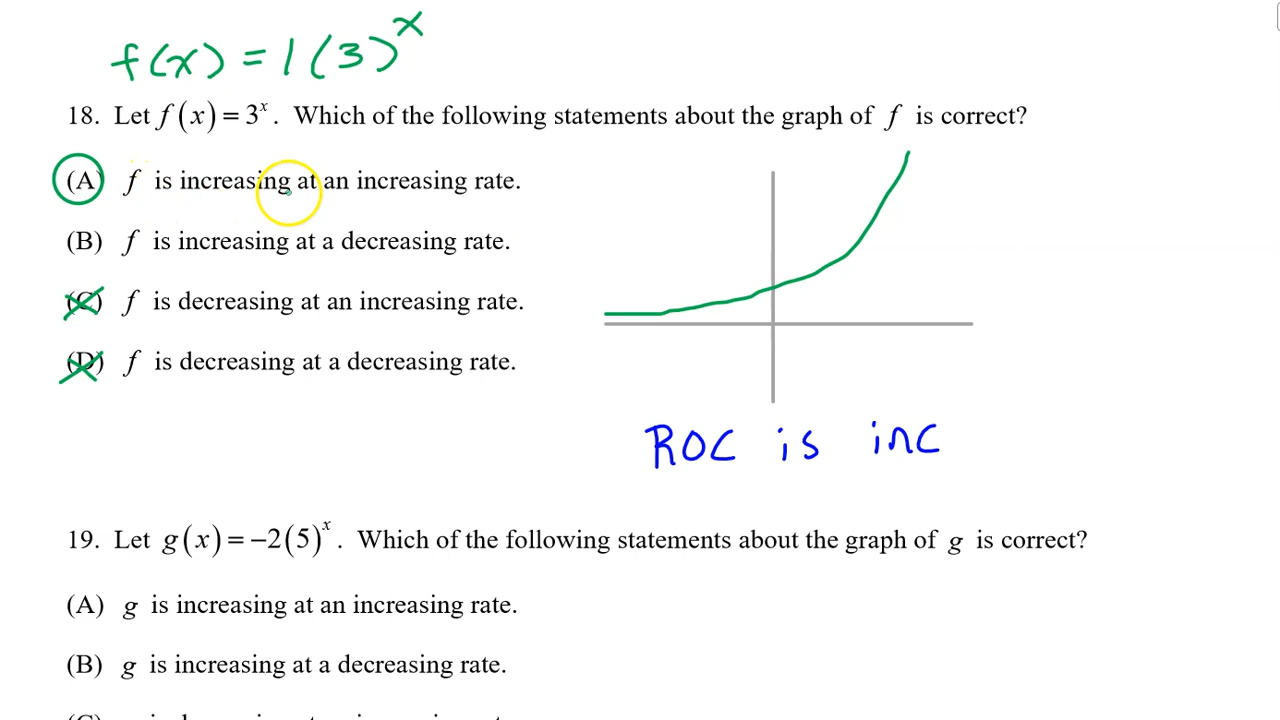 f(x) = 1(3)^x
18. Let f(x) = 3^x. Which of the following statements about the graph of f is correct?
(A) f is increasing at an increasing rate.
(B) f is increasing at a decreasing rate.
(C) f is decreasing at an increasing rate.
(D) f is decreasing at a decreasing rate.
ROC is inc
19. Let g(x) = −2(5)^x. Which of the following statements about the graph of g is correct?
(A) g is increasing at an increasing rate.
(B) g is increasing at a decreasing rate.